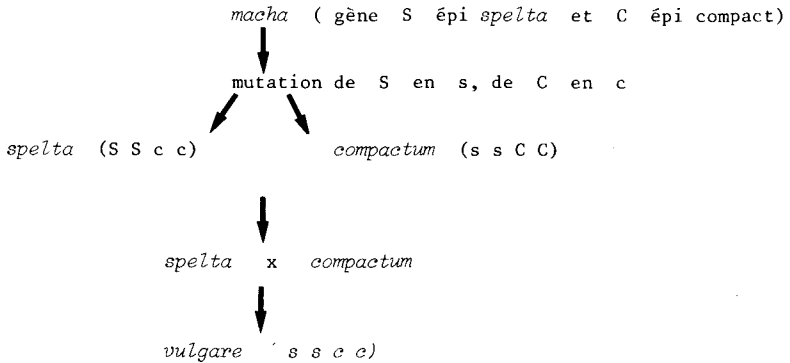 macha ( gène S épi spelta et C épi compact)
mutation de S en s, de C en c
spelta (S S c c) compactum (s s C C)
spelta x compactum
vulgare ' s s c c)